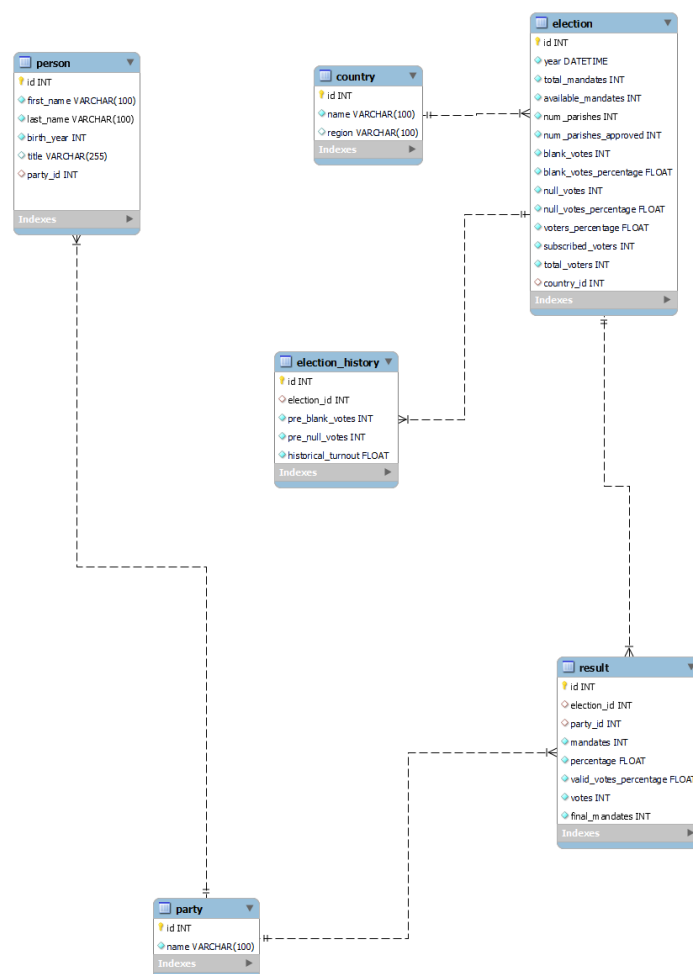 person
id INT
first_name VARCHAR(100)
last_name VARCHAR(100)
birth_year INT
title VARCHAR(255)
party_id INT
Indexes
country
id INT
name VARCHAR(100)
region VARCHAR(100)
Indexes
election
id INT
year DATETIME
total_mandates INT
available_mandates INT
num_parishes INT
num_parishes_approved INT
blank_votes INT
blank_votes_percentage FLOAT
null_votes INT
null_votes_percentage FLOAT
voters_percentage FLOAT
subscribed_voters INT
total_voters INT
country_id INT
Indexes
election_history
id INT
election_id INT
pre_blank_votes INT
pre_null_votes INT
historical_turnout FLOAT
Indexes
result
id INT
election_id INT
party_id INT
mandates INT
percentage FLOAT
valid_votes_percentage FLOAT
votes INT
final_mandates INT
Indexes
party
id INT
name VARCHAR(100)
Indexes